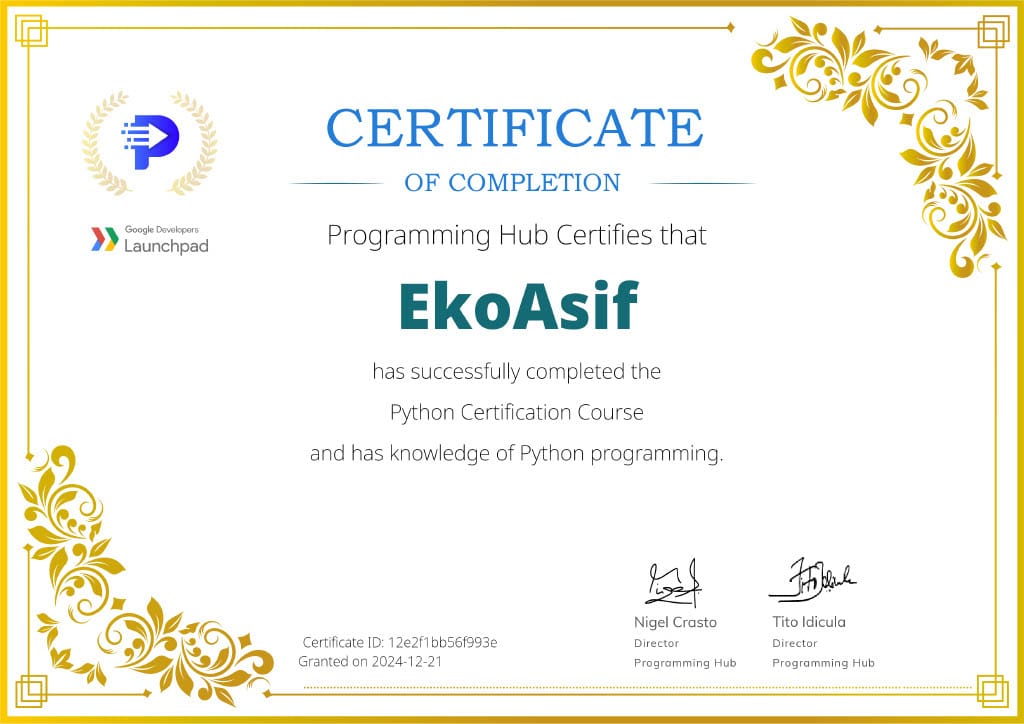 CERTIFICATE
OF COMPLETION
Google Developers
Launchpad
Programming Hub Certifies that
EkoAsif
has successfully completed the
Python Certification Course
and has knowledge of Python programming.
Certificate ID: 12e2f1bb56f993e
Granted on 2024-12-21
Nigel Crasto
Director
Programming Hub
Tito Idicula
Director
Programming Hub